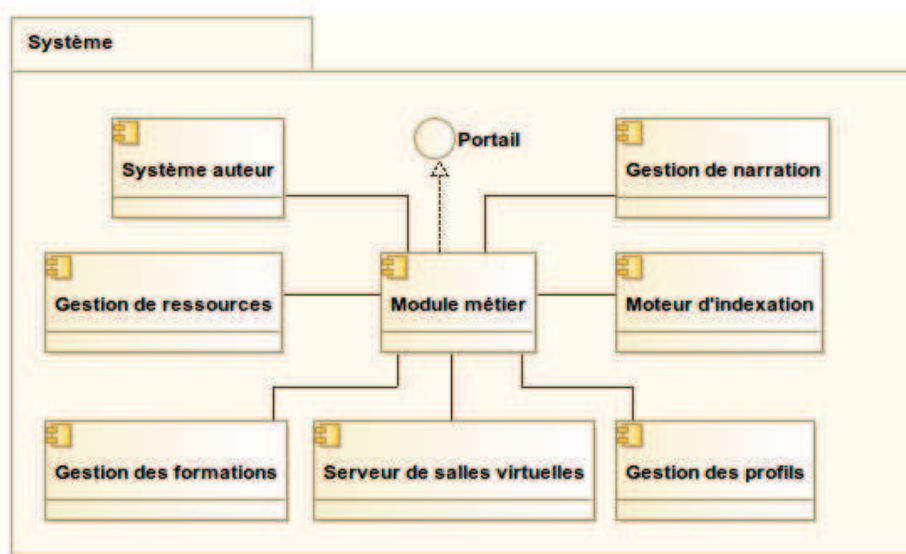 Système
Système auteur
Portail
Gestion de narration
Gestion de ressources
Module métier
Moteur d'indexation
Gestion des formations
Serveur de salles virtuelles
Gestion des profils